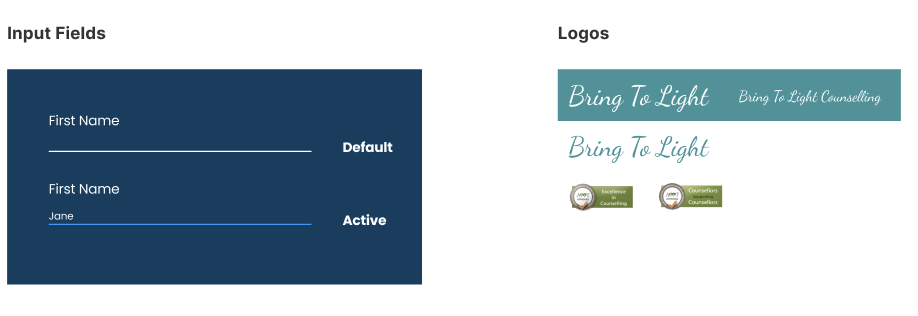 Input Fields
First Name
Default
First Name
Jane
Active
Logos
Bring To Light
Bring To Light Counselling
Bring To Light
Excellence
in
Counselling
Counsellors
Counsellors